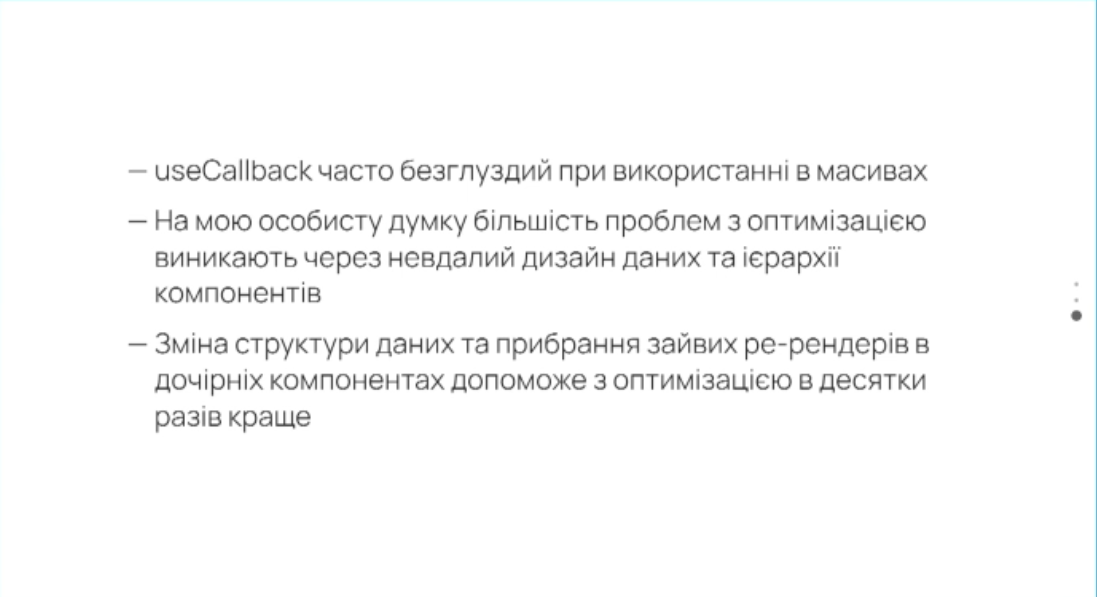 — useCallback часто безглуздий при використанні в масивах
— На мою особисту думку більшість проблем з оптимізацією
виникають через невдалий дизайн даних та ієрархії
компонентів
— Зміна структури даних та прибрання зайвих ре-рендерів в
дочірніх компонентах допоможе з оптимізацією в десятки
разів краще